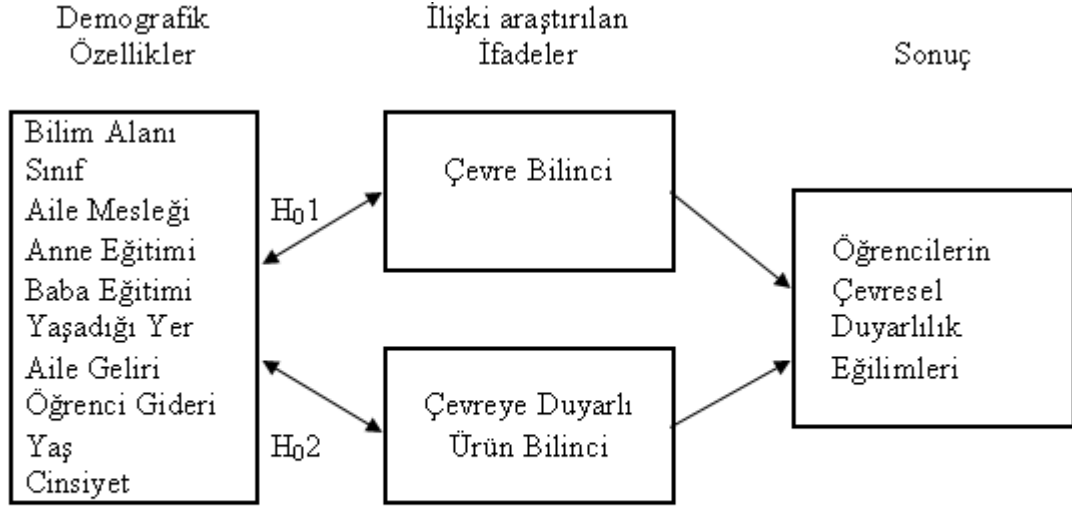 Demografik
Özellikler
İlişki araştırılan
İfadeler
Sonuç
Bilim Alanı
Sınıf
Aile Mesleği
Anne Eğitimi
Baba Eğitimi
Yaşadığı Yer
Aile Geliri
Öğrenci Gideri
Yaş
Cinsiyet
H₀1
H₀2
Çevre Bilinci
Çevreye Duyarlı
Ürün Bilinci
Öğrencilerin
Çevresel
Duyarlılık
Eğilimleri